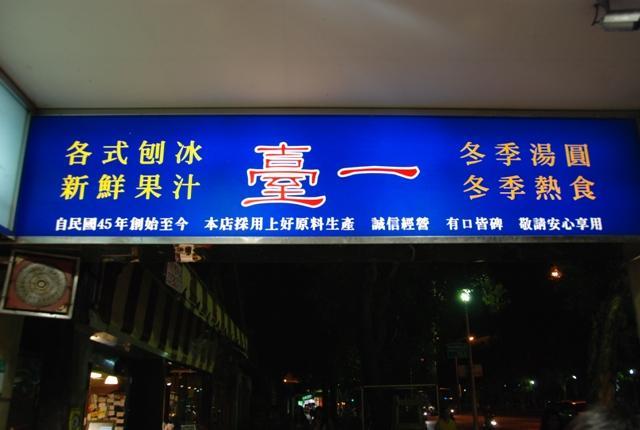 各式刨冰
新鮮果汁
臺一
冬季湯圓
冬季熱食
自民國45年創始至今 本店採用上好原料生產 誠信經營 有口皆碑 敬請安心享用